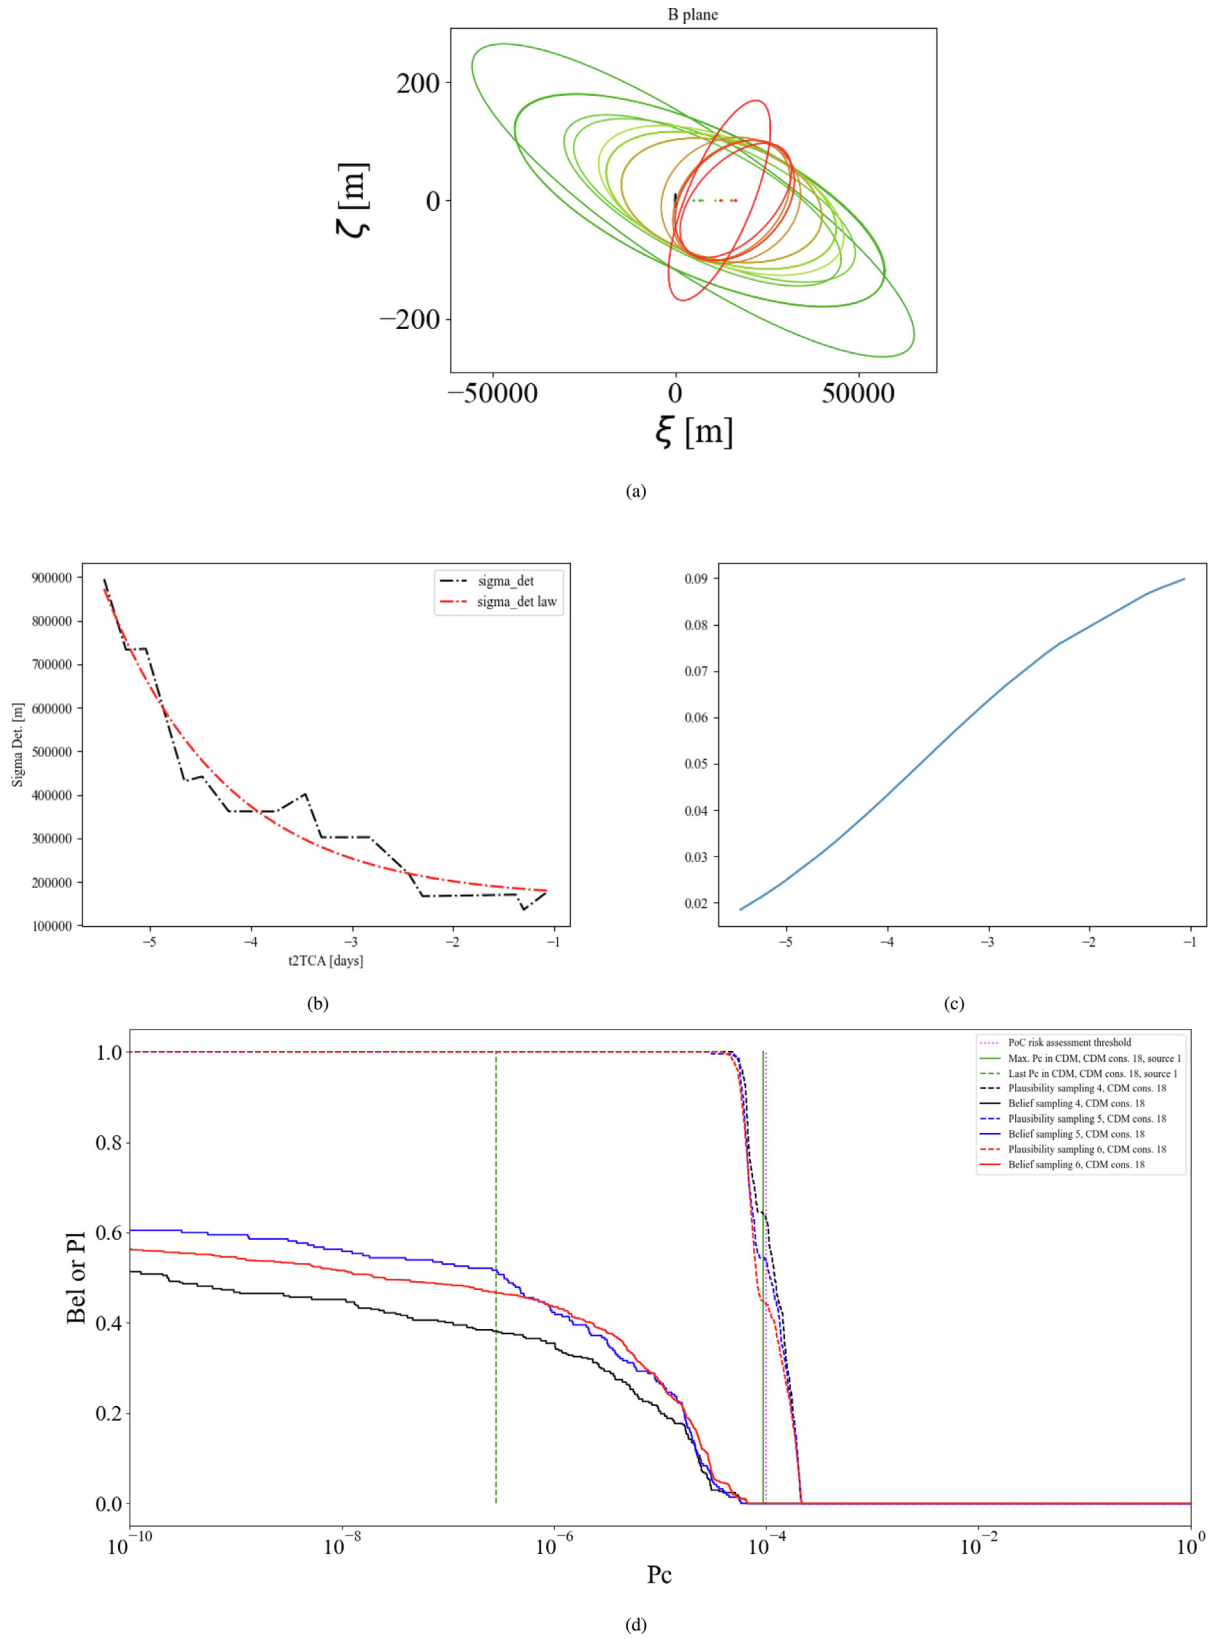 B plane
200
0
−200
ζ [m]
−50000
0
50000
ξ [m]
(a)
900000
800000
700000
600000
500000
400000
300000
200000
100000
Sigma Det. [m]
sigma_det
sigma_det law
−5
−4
−3
−2
−1
t2TCA [days]
(b)
0.09
0.08
0.07
0.06
0.05
0.04
0.03
0.02
−5
−4
−3
−2
−1
(c)
1.0
0.8
0.6
0.4
0.2
0.0
Bel or Pl
PoC risk assessment threshold
Max. Pc in CDM, CDM cons. 18, source 1
Last Pc in CDM, CDM cons. 18, source 1
Plausibility sampling 4, CDM cons. 18
Belief sampling 4, CDM cons. 18
Plausibility sampling 5, CDM cons. 18
Belief sampling 5, CDM cons. 18
Plausibility sampling 6, CDM cons. 18
Belief sampling 6, CDM cons. 18
10⁻¹⁰
10⁻⁸
10⁻⁶
10⁻⁴
10⁻²
10⁰
Pc
(d)